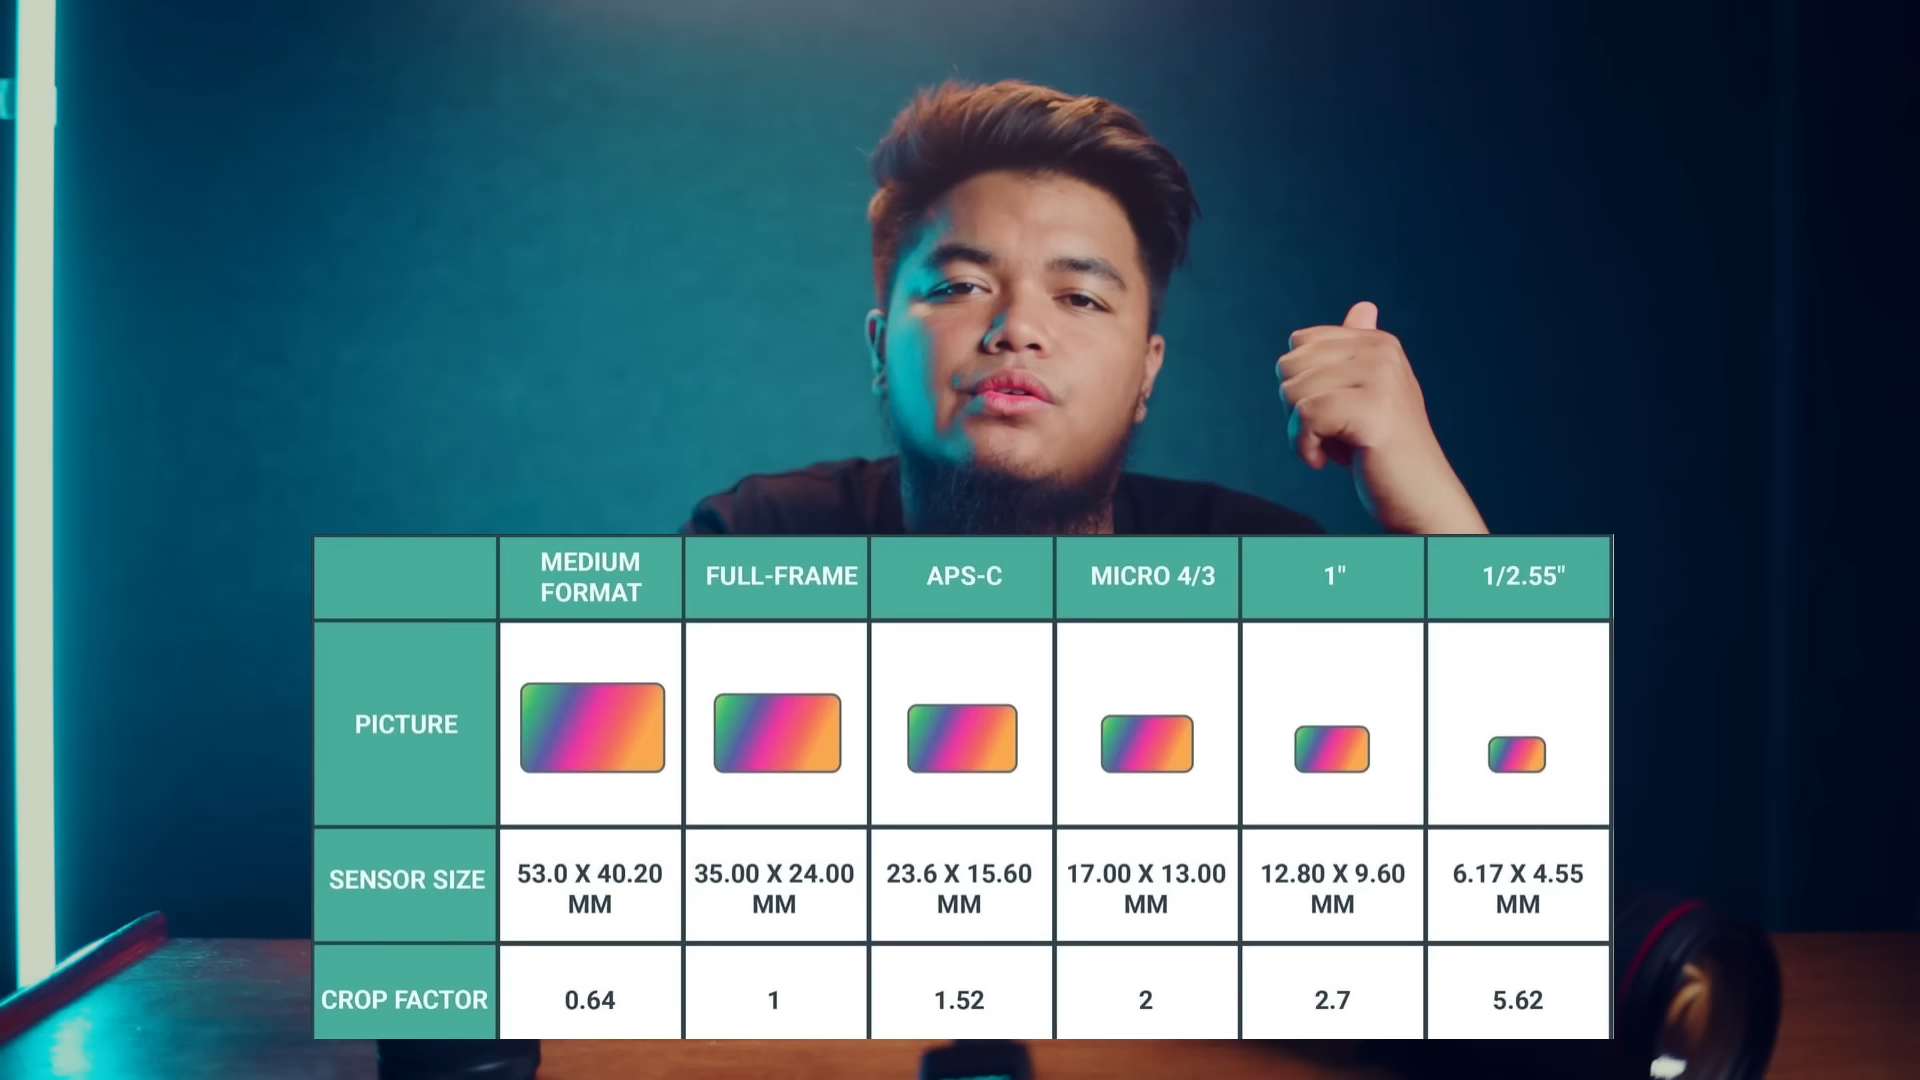 MEDIUM
FORMAT
FULL-FRAME
APS-C
MICRO 4/3
1"
1/2.55"
PICTURE
SENSOR SIZE
53.0 X 40.20
MM
35.00 X 24.00
MM
23.6 X 15.60
MM
17.00 X 13.00
MM
12.80 X 9.60
MM
6.17 X 4.55
MM
CROP FACTOR
0.64
1
1.52
2
2.7
5.62